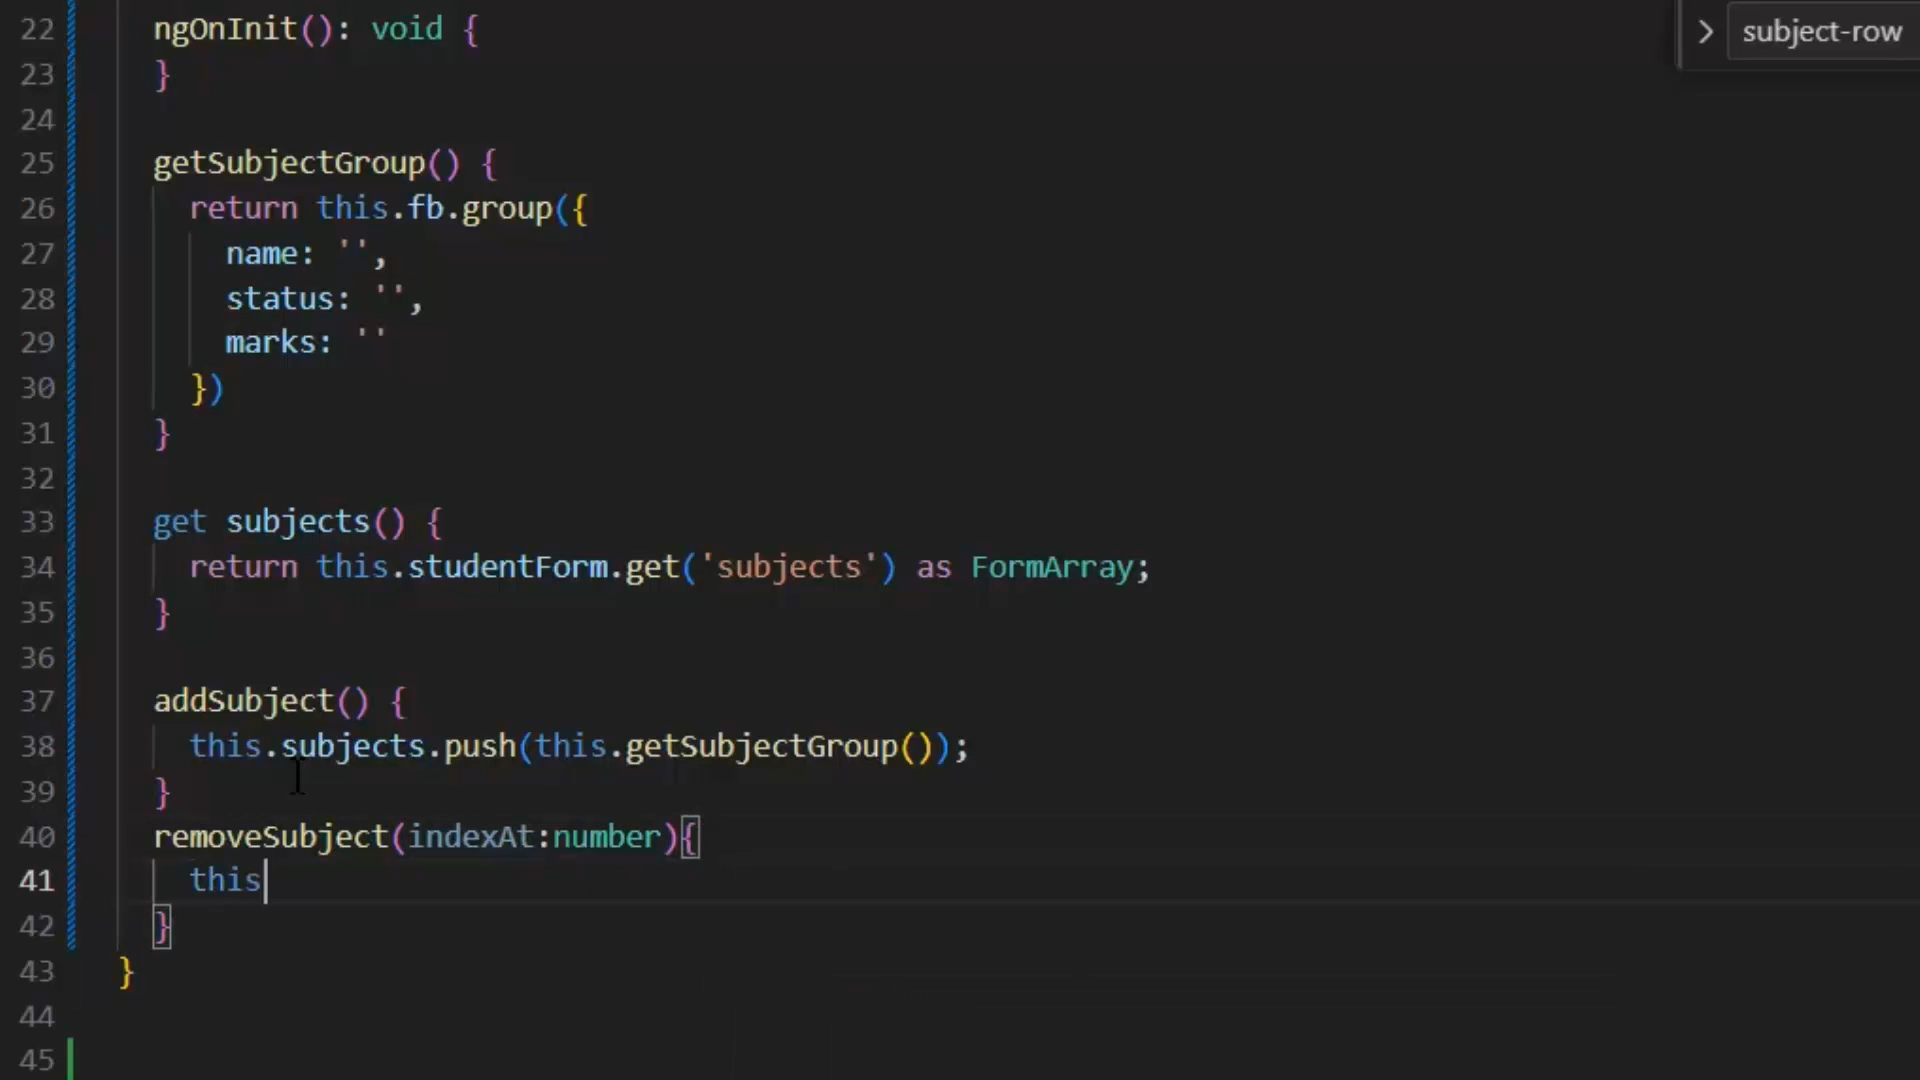 22 ngOnInit(): void {
subject-row
23 }
24
25 getSubjectGroup() {
26 return this.fb.group({
27 name: '',
28 status: '',
29 marks: ''
30 })
31 }
32
33 get subjects() {
34 return this.studentForm.get('subjects') as FormArray;
35 }
36
37 addSubject() {
38 this.subjects.push(this.getSubjectGroup());
39 }
40 removeSubject(indexAt:number){
41 this
42 }
43 }
44
45